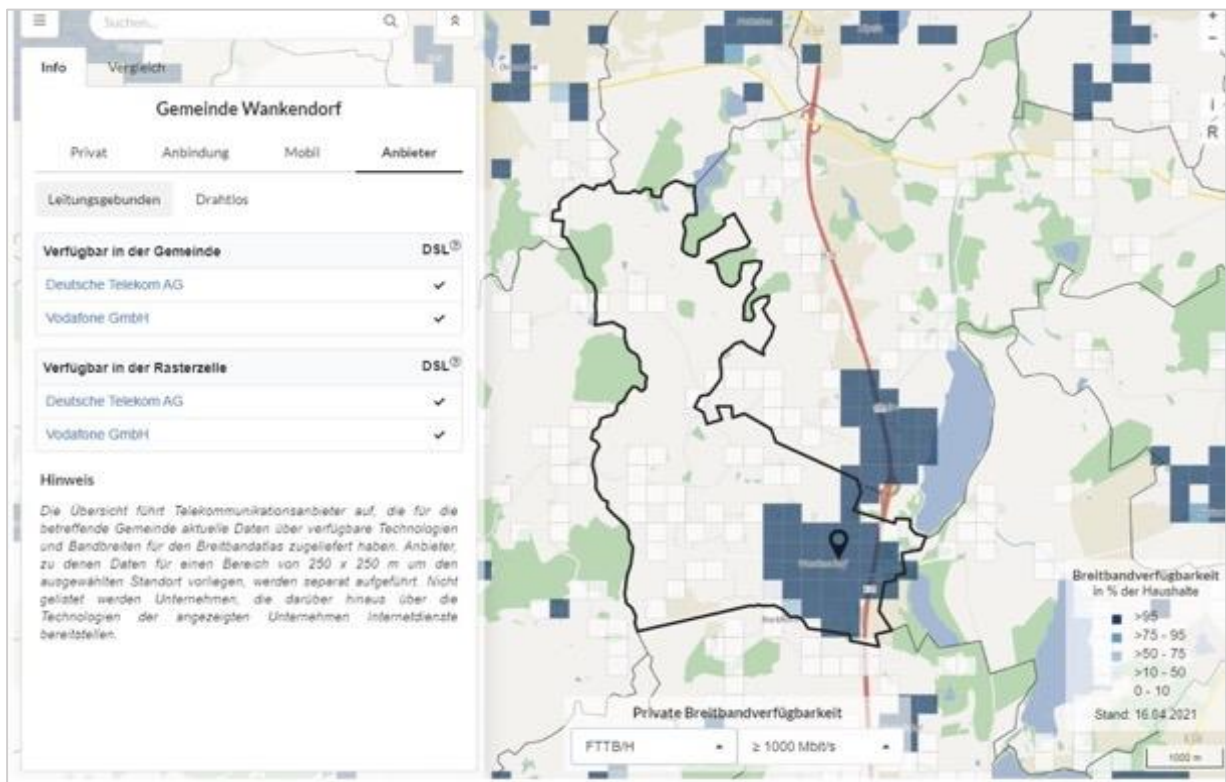 Suchen...
Info Vergleich
Gemeinde Wankendorf
Privat Anbindung Mobil Anbieter
Leitungsgebunden Drahtlos
Verfügbar in der Gemeinde DSL
Deutsche Telekom AG
Vodafone GmbH
Verfügbar in der Rasterzelle DSL
Deutsche Telekom AG
Vodafone GmbH
Hinweis
Die Übersicht führt Telekommunikationsanbieter auf, die für die
betreffende Gemeinde aktuelle Daten über verfügbare Technologien
und Bandbreiten für den Breitbandatlas zugeliefert haben. Anbieter,
zu denen Daten für einen Bereich von 250 x 250 m um den
ausgewählten Standort vorliegen, werden separat aufgeführt. Nicht
gelistet werden Unternehmen, die darüber hinaus über die
Technologien der angezeigten Unternehmen Internetdienste
bereitstellen.
+
-
i
R
Breitbandverfügbarkeit
in % der Haushalte
>95
>75 - 95
>50 - 75
>10 - 50
0 - 10
Stand: 16.04.2021
1000 m
Private Breitbandverfügbarkeit
FTTB/H ≥ 1000 Mbit/s